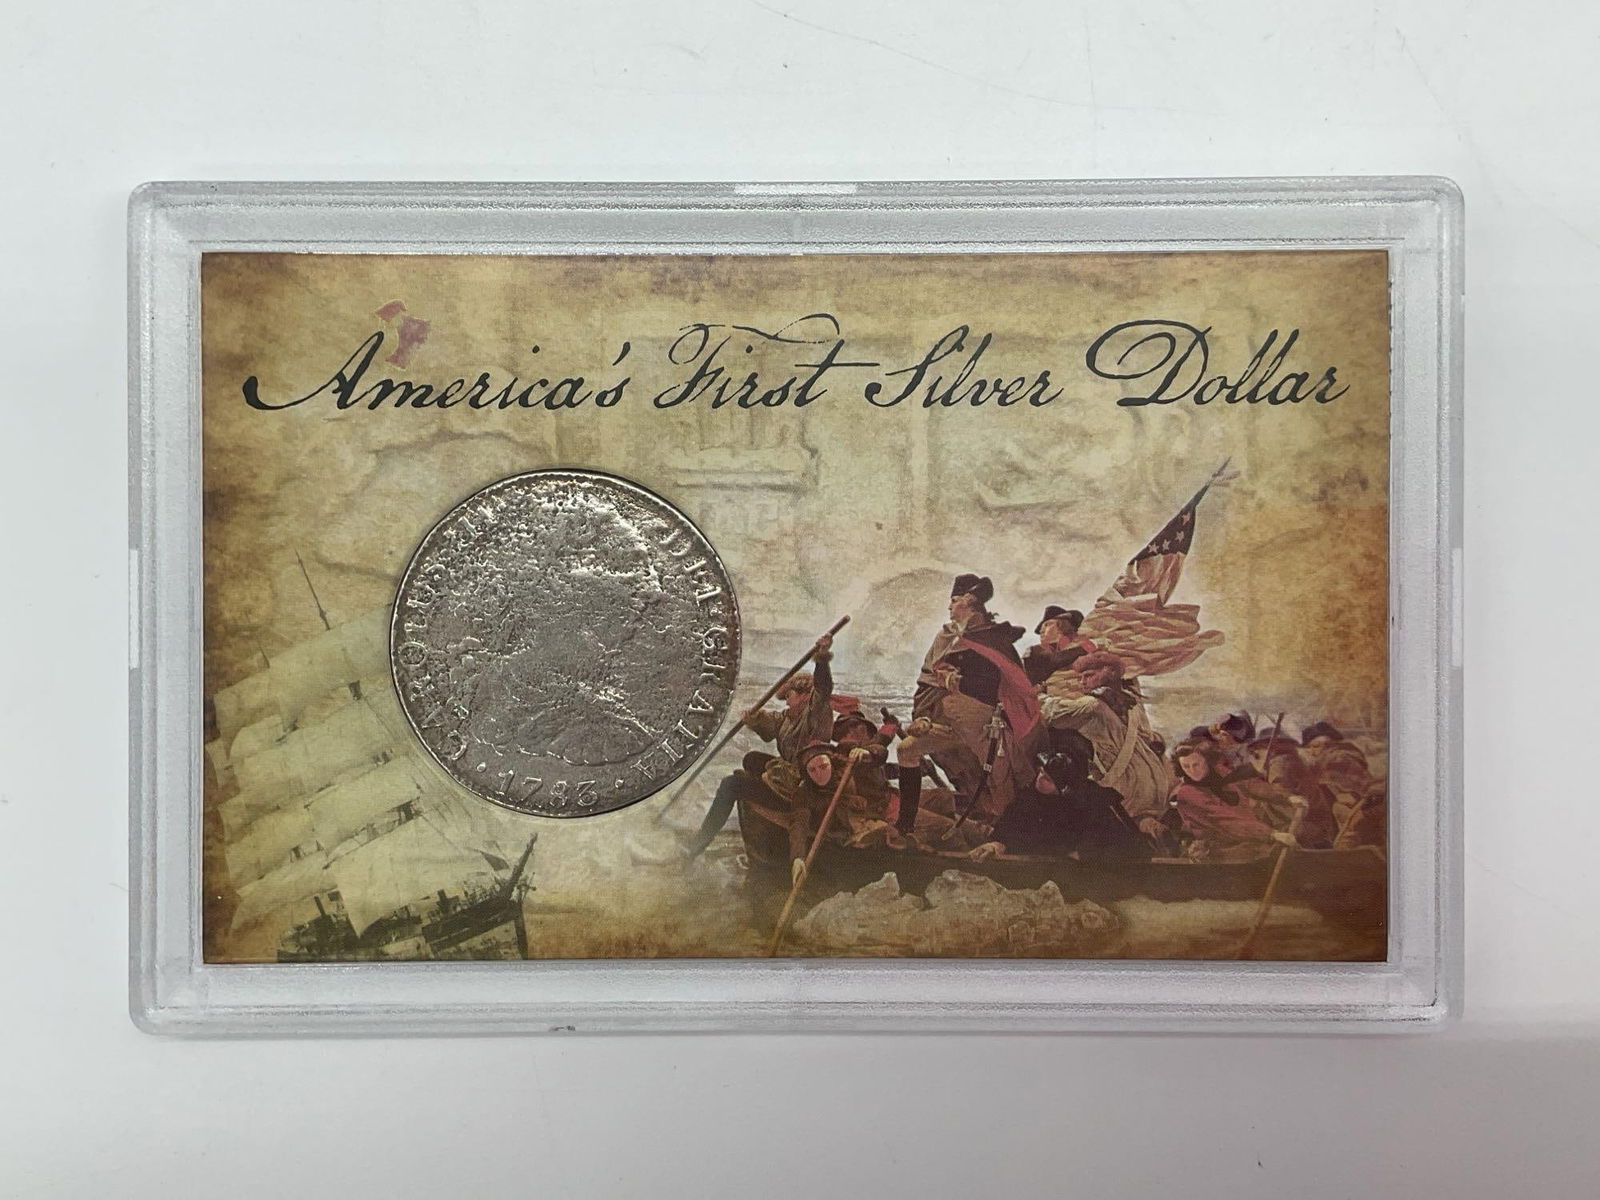 America's First Silver Dollar
CAROLUS·III·DEI·GRATIA
·1783·